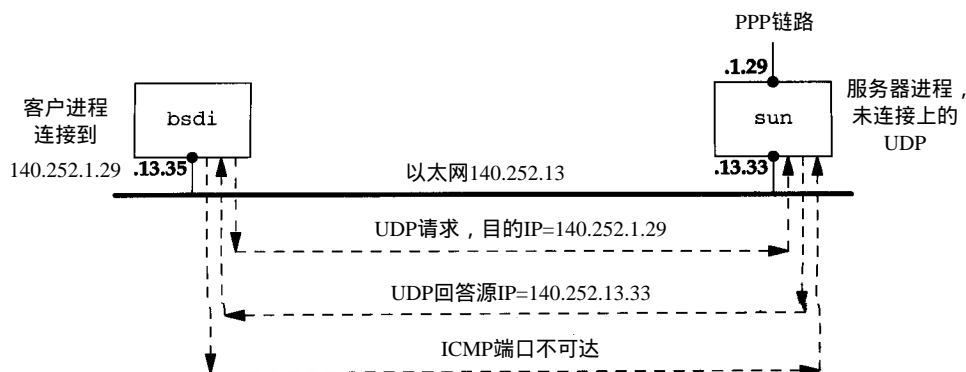 PPP链路
.1.29
客户进程
连接到
140.252.1.29
bsdi
.13.35
以太网140.252.13
sun
.13.33
服务器进程，
未连接上的
UDP
UDP请求，目的IP=140.252.1.29
UDP回答源IP=140.252.13.33
ICMP端口不可达